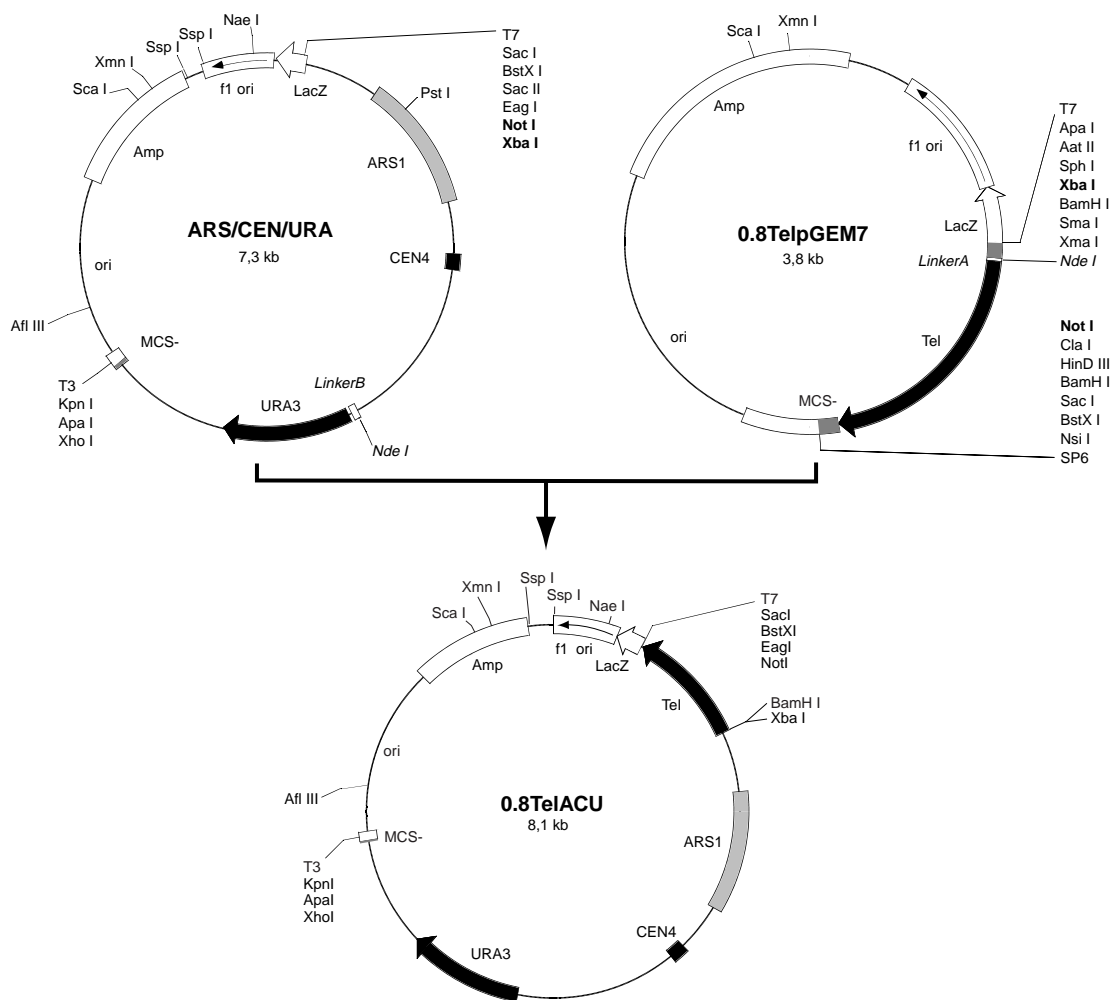 Nae I
Ssp I
Ssp I
Xmn I
Sca I
f1 ori
LacZ
T7
Sac I
BstX I
Sac II
Eag I
Not I
Xba I
Pst I
Amp
ARS1
ARS/CEN/URA
7,3 kb
CEN4
ori
Afl III
MCS-
T3
Kpn I
Apa I
Xho I
LinkerB
URA3
Nde I
Xmn I
Sca I
Amp
f1 ori
T7
Apa I
Aat II
Sph I
Xba I
BamH I
Sma I
Xma I
Nde I
LacZ
0.8TelpGEM7
3,8 kb
LinkerA
ori
Tel
Not I
Cla I
HinD III
BamH I
Sac I
BstX I
Nsi I
SP6
MCS-
Ssp I
Xmn I
Ssp I
Sca I
Nae I
T7
SacI
BstXI
EagI
NotI
f1 ori
LacZ
Amp
Tel
BamH I
Xba I
ori
Afl III
0.8TelACU
8,1 kb
MCS-
ARS1
T3
KpnI
ApaI
XhoI
CEN4
URA3